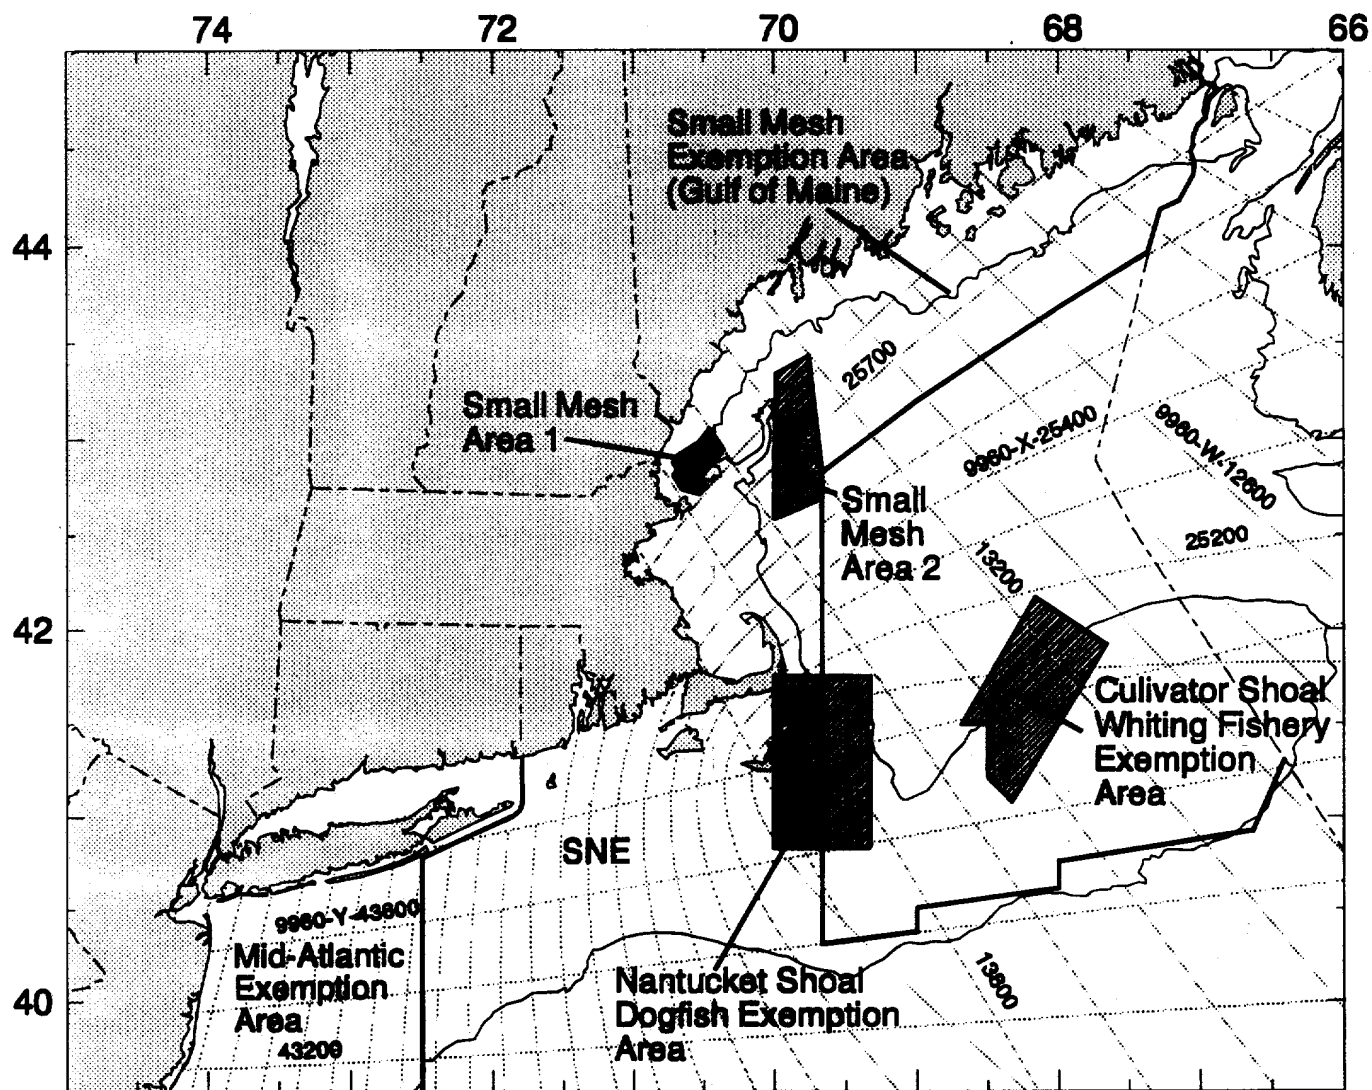 74 72 70 68 66
Small Mesh
Exemption Area
(Gulf of Maine)
44
25700
Small Mesh
Area 1
9960-X-25400
9960-W-12600
Small
Mesh
Area 2
25200
13200
42
Culivator Shoal
Whiting Fishery
Exemption
Area
SNE
9960-Y-43600
Mid-Atlantic
Exemption
Area
43200
Nantucket Shoal
Dogfish Exemption
Area
13800
40